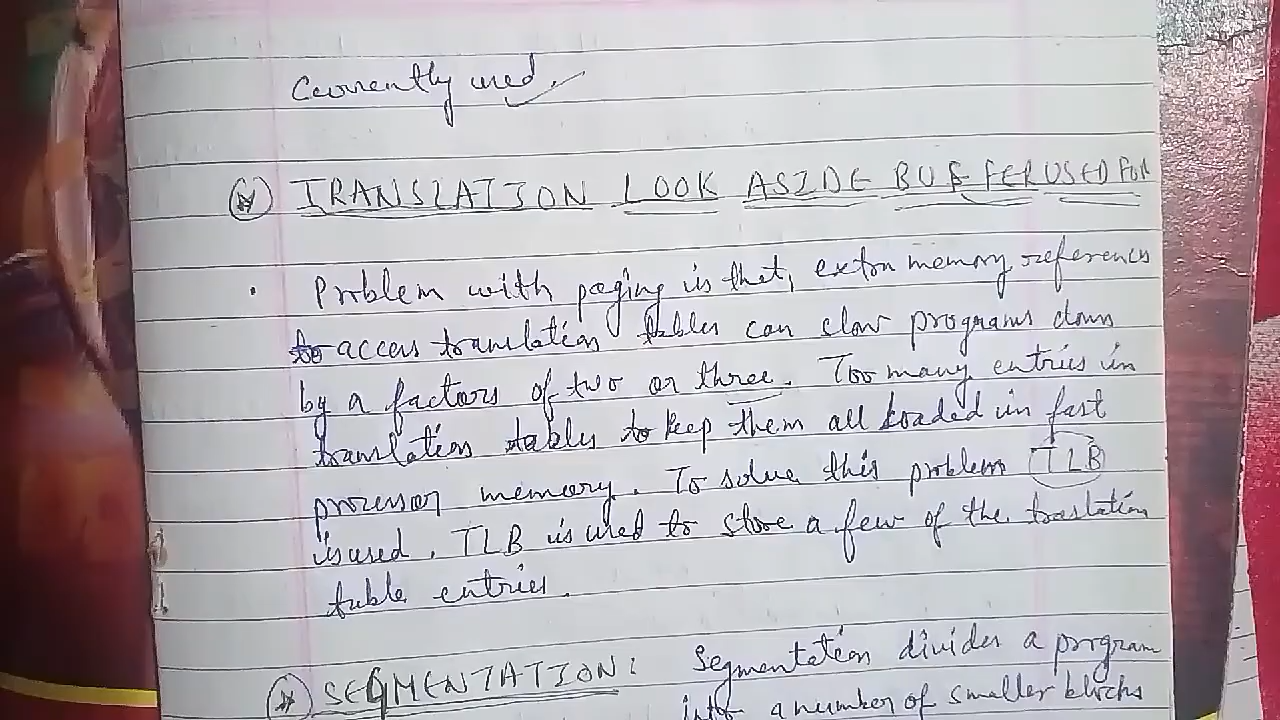 Currently used.
TRANSLATION LOOK ASIDE BUFFER USED FOR
• Problem with paging is that, extra memory references
to access translation tables can slow programs down
by a factors of two or three. Too many entries in
translation tables to keep them all loaded in fast
processor memory. To solve this problem TLB
is used. TLB is used to store a few of the traslation
table entries.
SEGMENTATION: Segmentation divides a program
into a number of smaller blocks